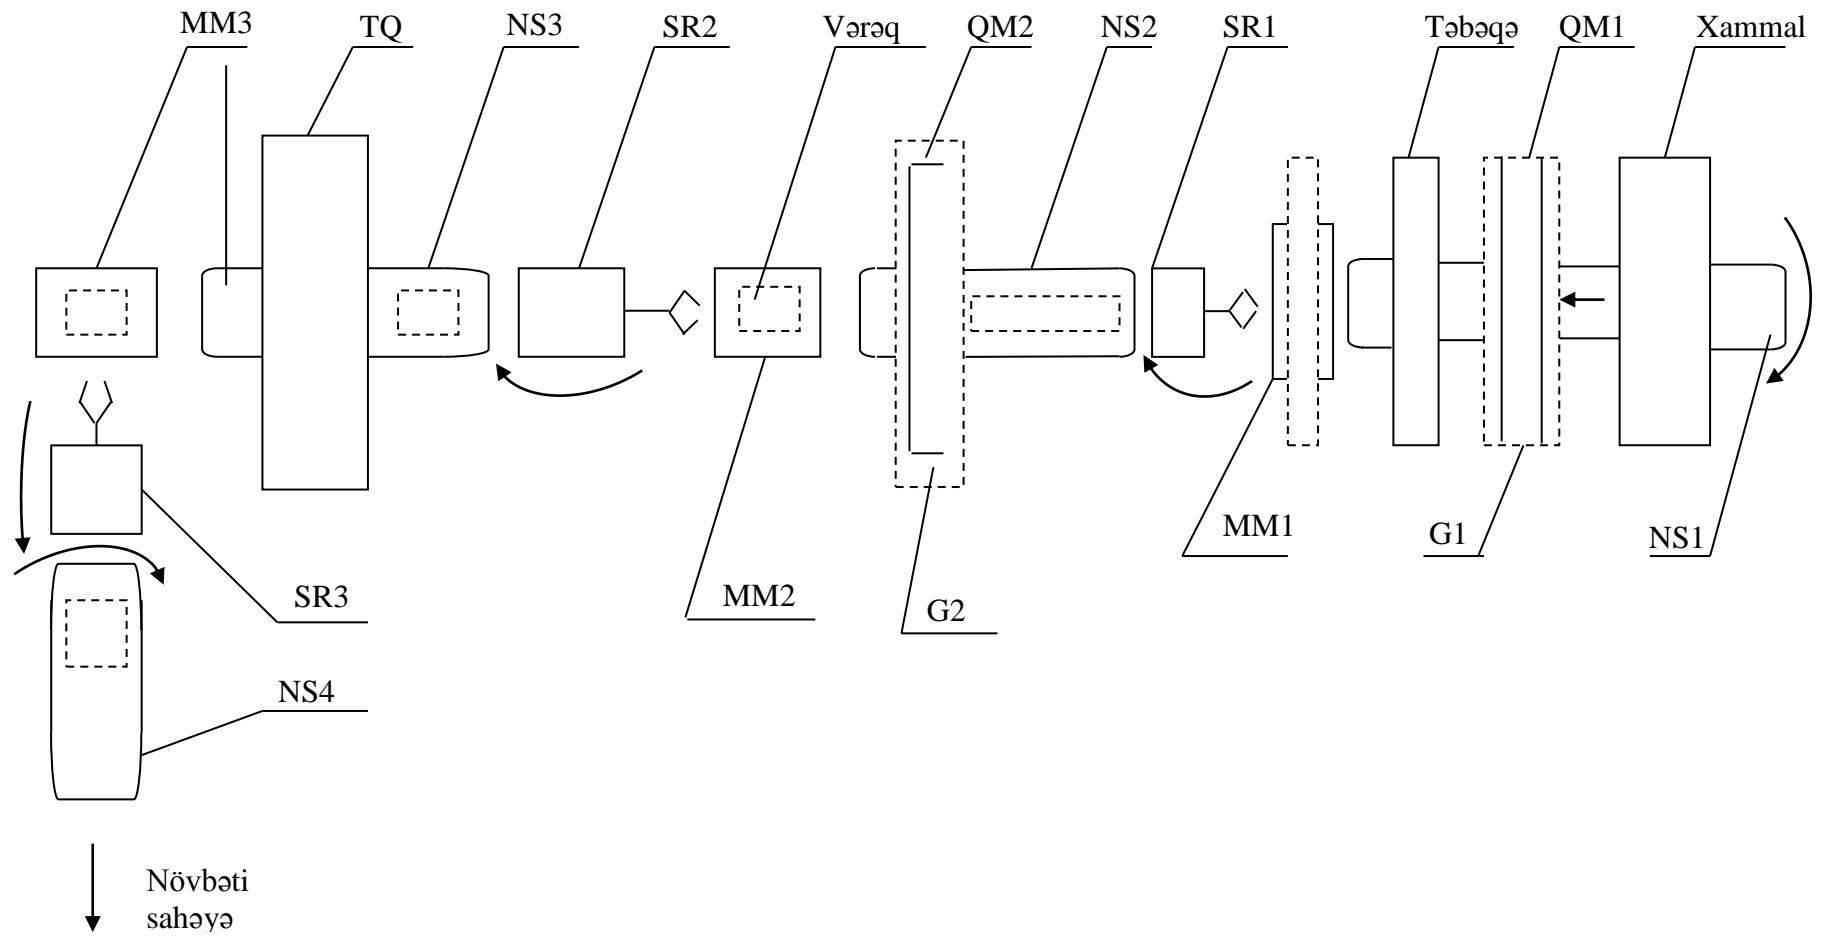 MM3
TQ
NS3
SR2
Vərəq
QM2
NS2
SR1
Təbəqə
QM1
Xammal
MM1
G1
NS1
SR3
MM2
G2
NS4
Növbəti
sahəyə